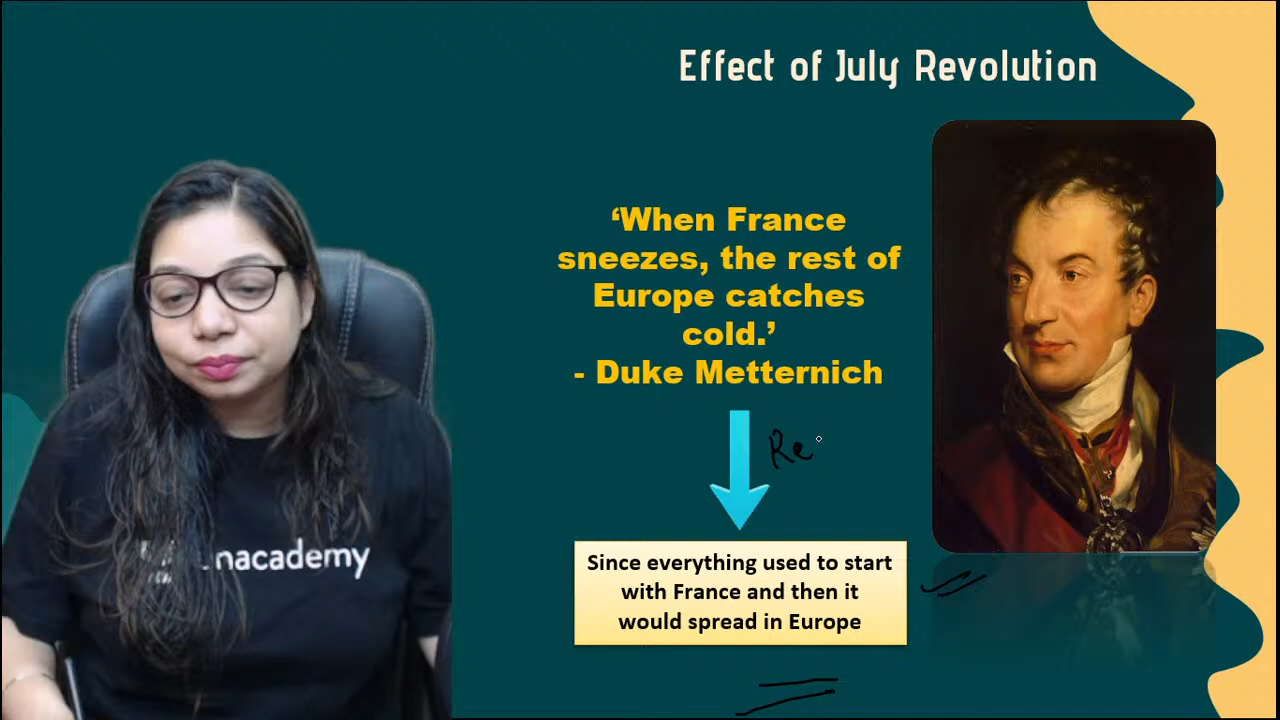 Effect of July Revolution
‘When France
sneezes, the rest of
Europe catches
cold.’
- Duke Metternich
Re
Since everything used to start
with France and then it
would spread in Europe
nacademy